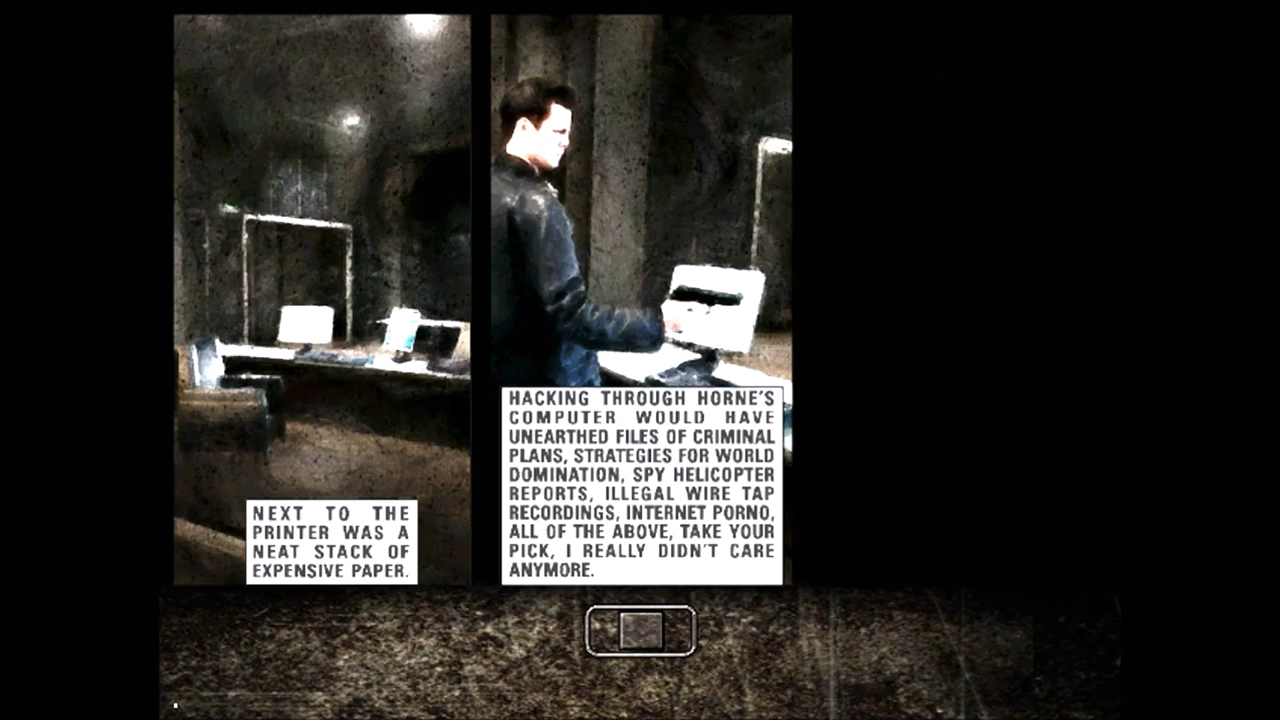 NEXT TO THE
PRINTER WAS A
NEAT STACK OF
EXPENSIVE PAPER.
HACKING THROUGH HORNE'S
COMPUTER WOULD HAVE
UNEARTHED FILES OF CRIMINAL
PLANS, STRATEGIES FOR WORLD
DOMINATION, SPY HELICOPTER
REPORTS, ILLEGAL WIRE TAP
RECORDINGS, INTERNET PORNO,
ALL OF THE ABOVE, TAKE YOUR
PICK, I REALLY DIDN'T CARE
ANYMORE.